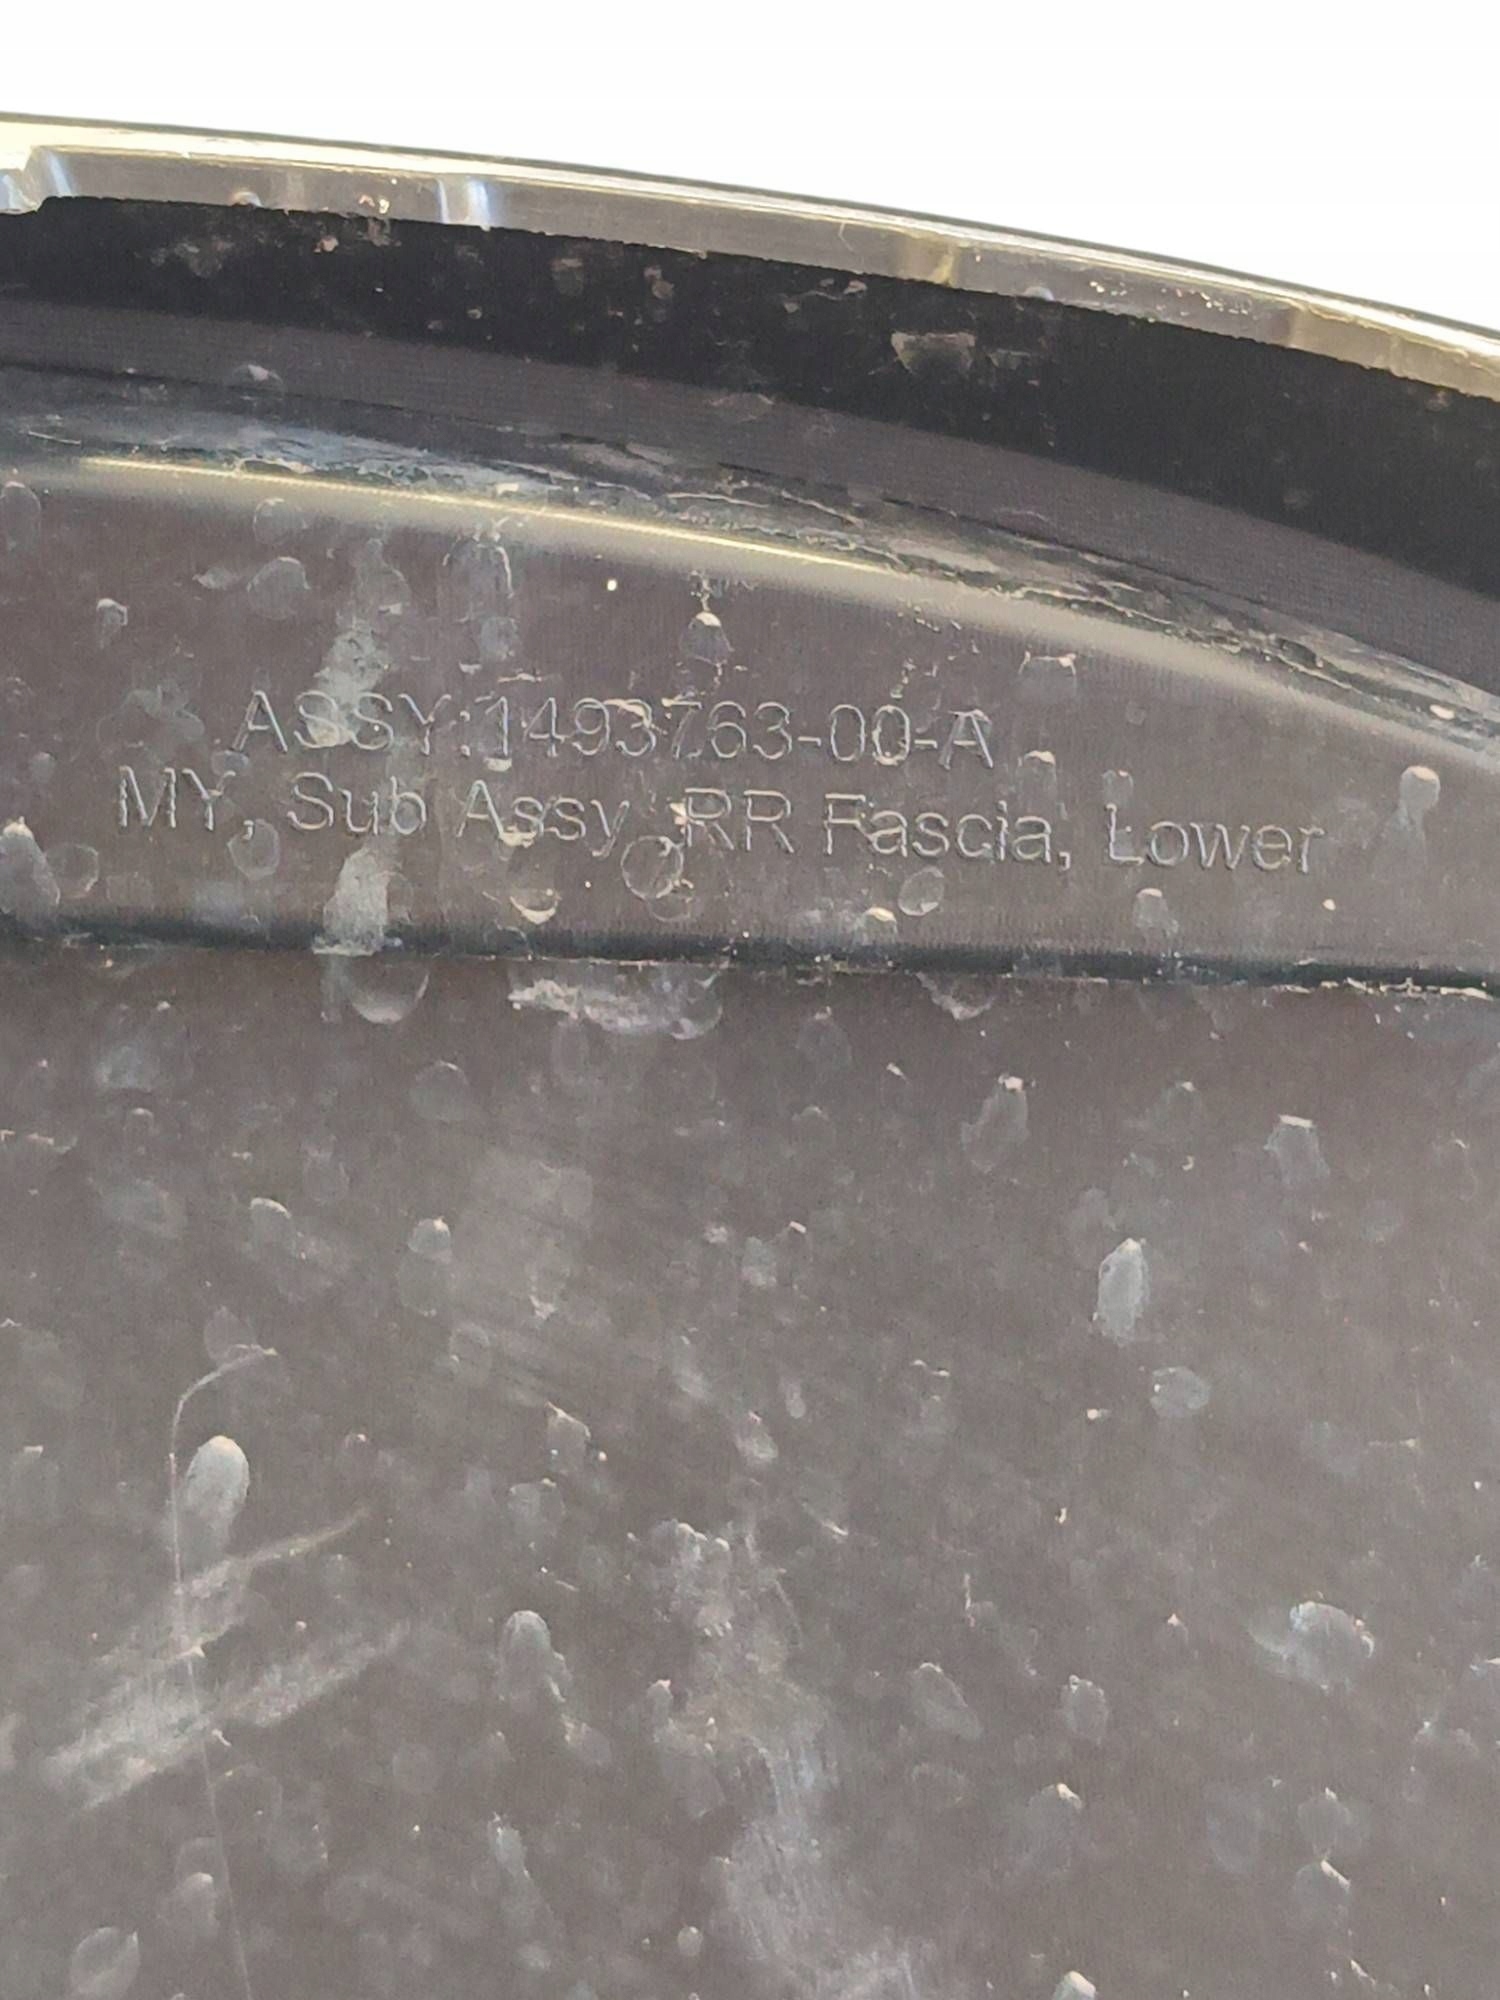 ASSY:1493763-00-A
MY, Sub Assy, RR Fascia, Lower